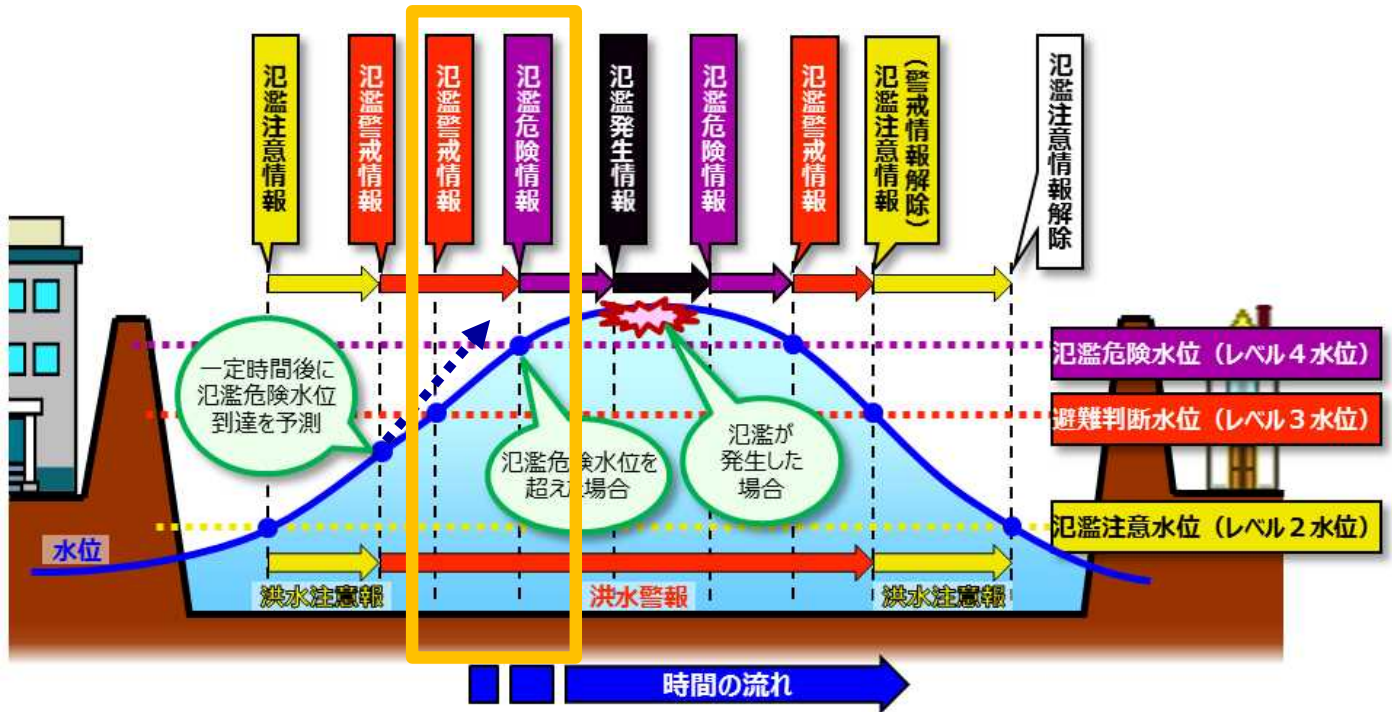 氾濫注意情報
氾濫警戒情報
氾濫警戒情報
氾濫危険情報
氾濫発生情報
氾濫危険情報
氾濫警戒情報
(警戒情報解除)
氾濫注意情報
氾濫注意情報解除
一定時間後に
氾濫危険水位
到達を予測
氾濫危険水位を
超えた場合
氾濫が
発生した
場合
氾濫危険水位(レベル4水位)
避難判断水位(レベル3水位)
氾濫注意水位(レベル2水位)
水位
洪水注意報
洪水警報
洪水注意報
時間の流れ